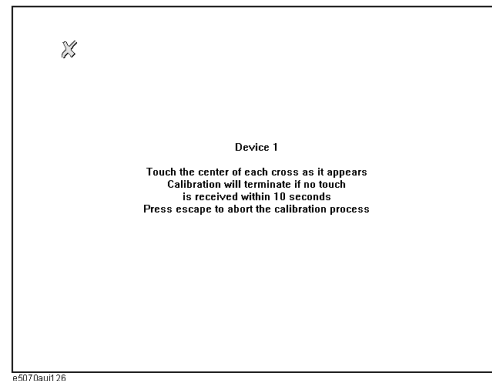 Device 1
Touch the center of each cross as it appears
Calibration will terminate if no touch
is received within 10 seconds
Press escape to abort the calibration process
e5070auj126